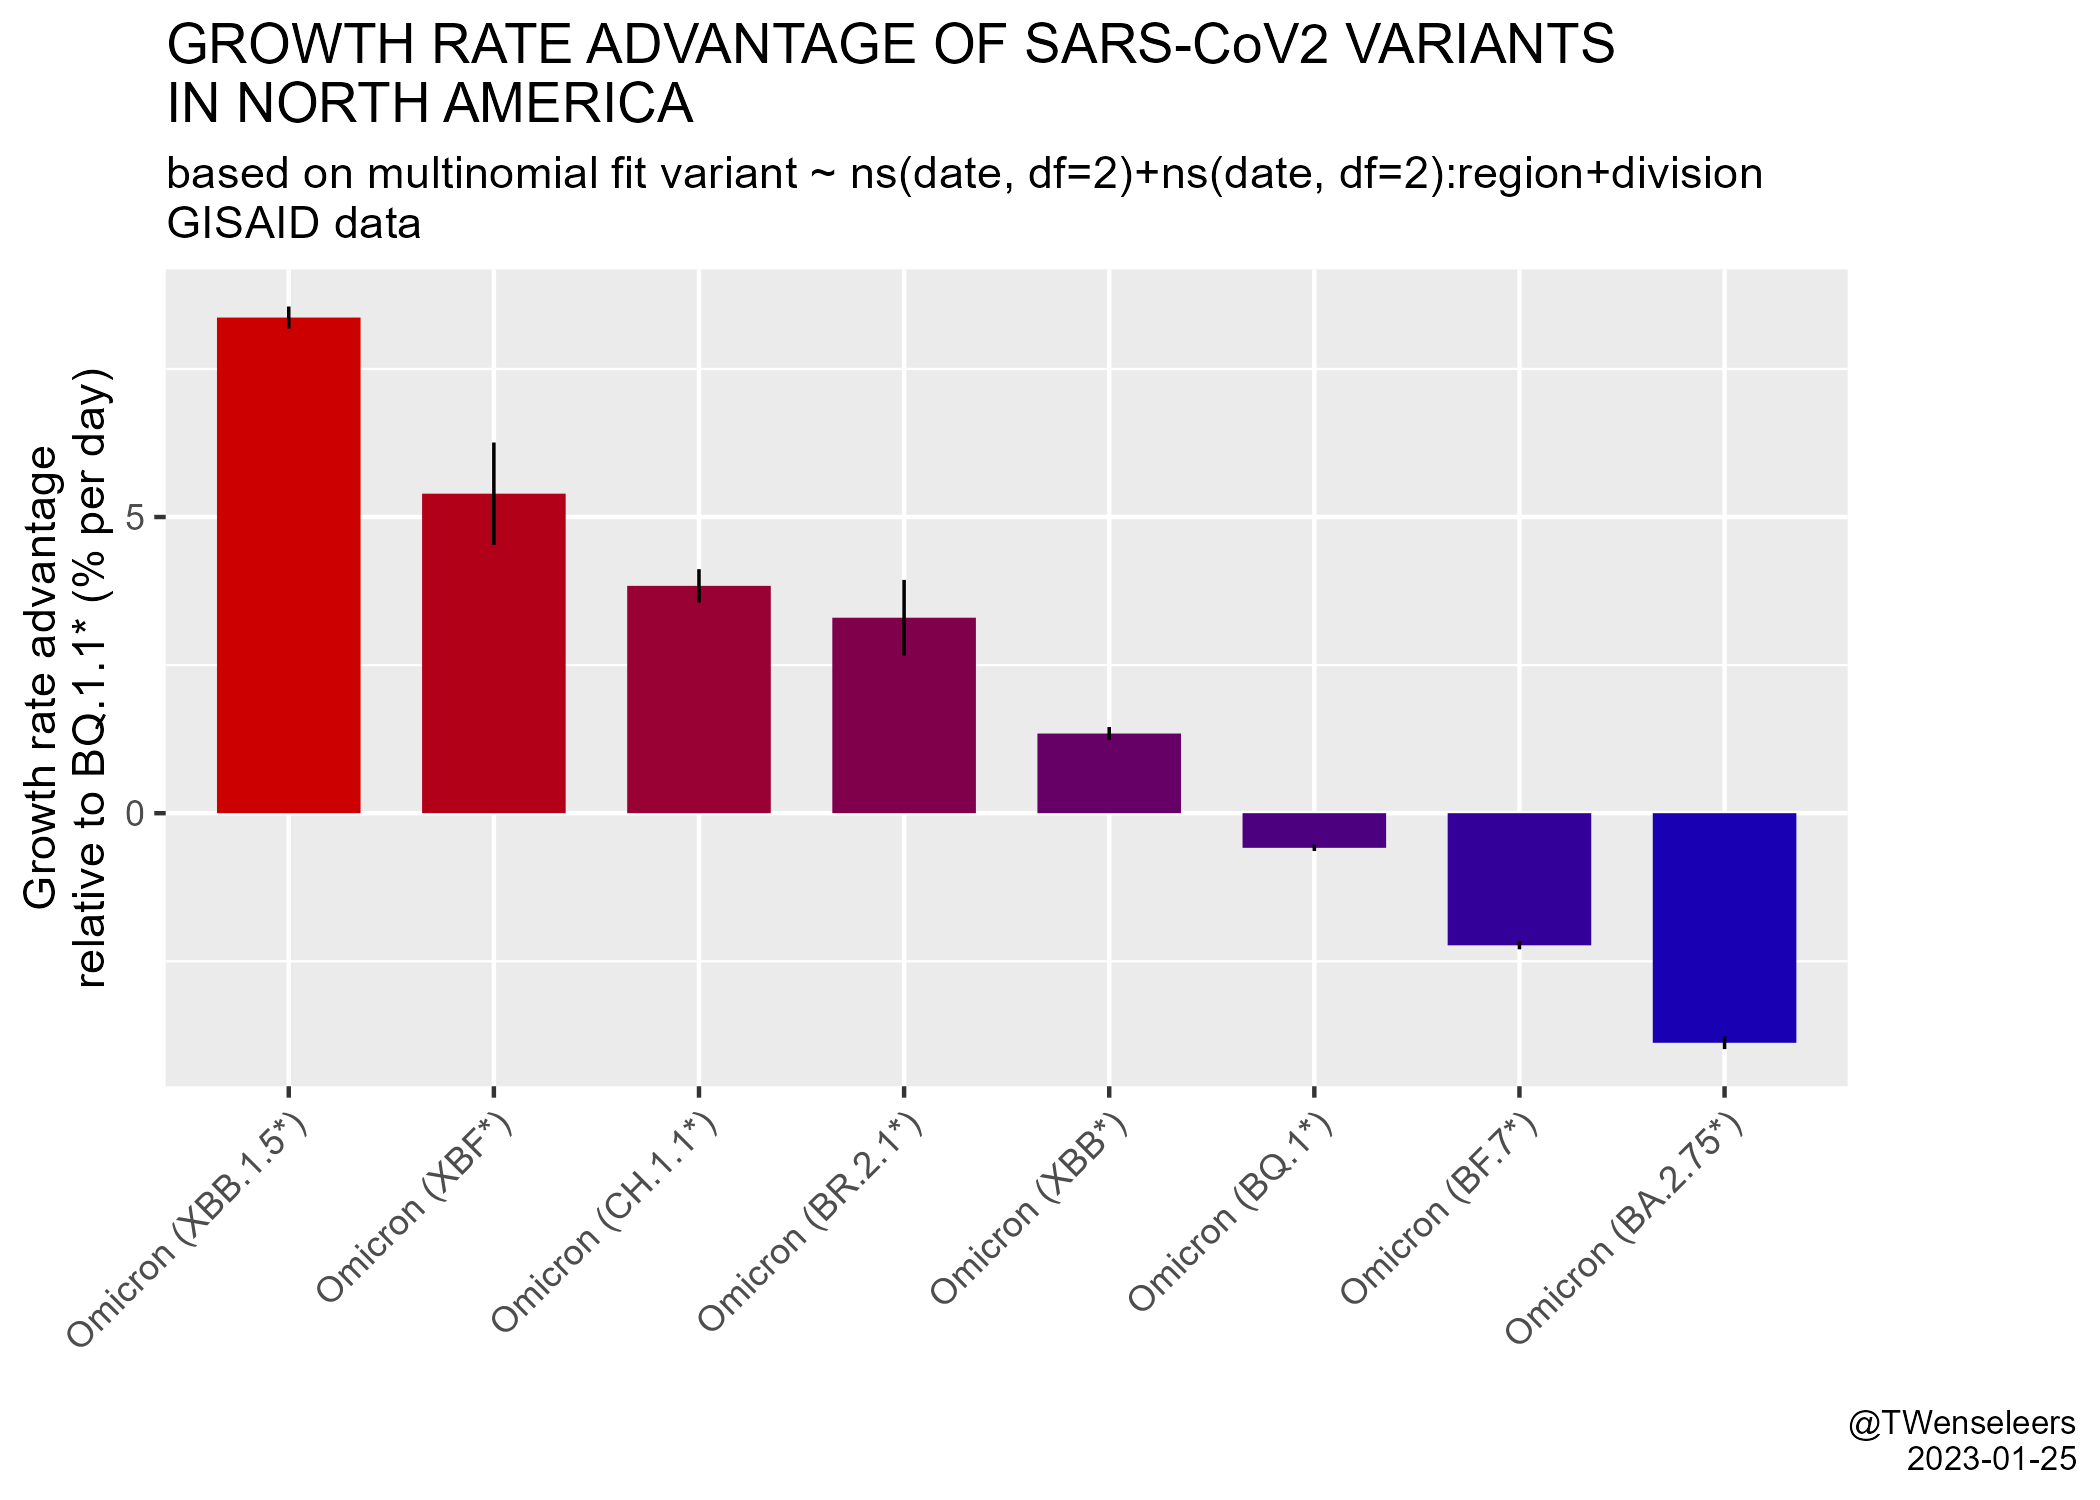 GROWTH RATE ADVANTAGE OF SARS-CoV2 VARIANTS
IN NORTH AMERICA
based on multinomial fit variant ~ ns(date, df=2)+ns(date, df=2):region+division
GISAID data
Growth rate advantage
relative to BQ.1.1* (% per day)
5
0
Omicron (XBB.1.5*)
Omicron (XBF*)
Omicron (CH.1.1*)
Omicron (BR.2.1*)
Omicron (XBB*)
Omicron (BQ.1*)
Omicron (BF.7*)
Omicron (BA.2.75*)
@TWenseleers
2023-01-25